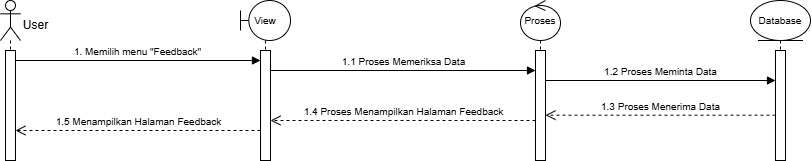 User
View
Proses
Database
1. Memilih menu "Feedback"
1.1 Proses Memeriksa Data
1.2 Proses Meminta Data
1.3 Proses Menerima Data
1.4 Proses Menampilkan Halaman Feedback
1.5 Menampilkan Halaman Feedback